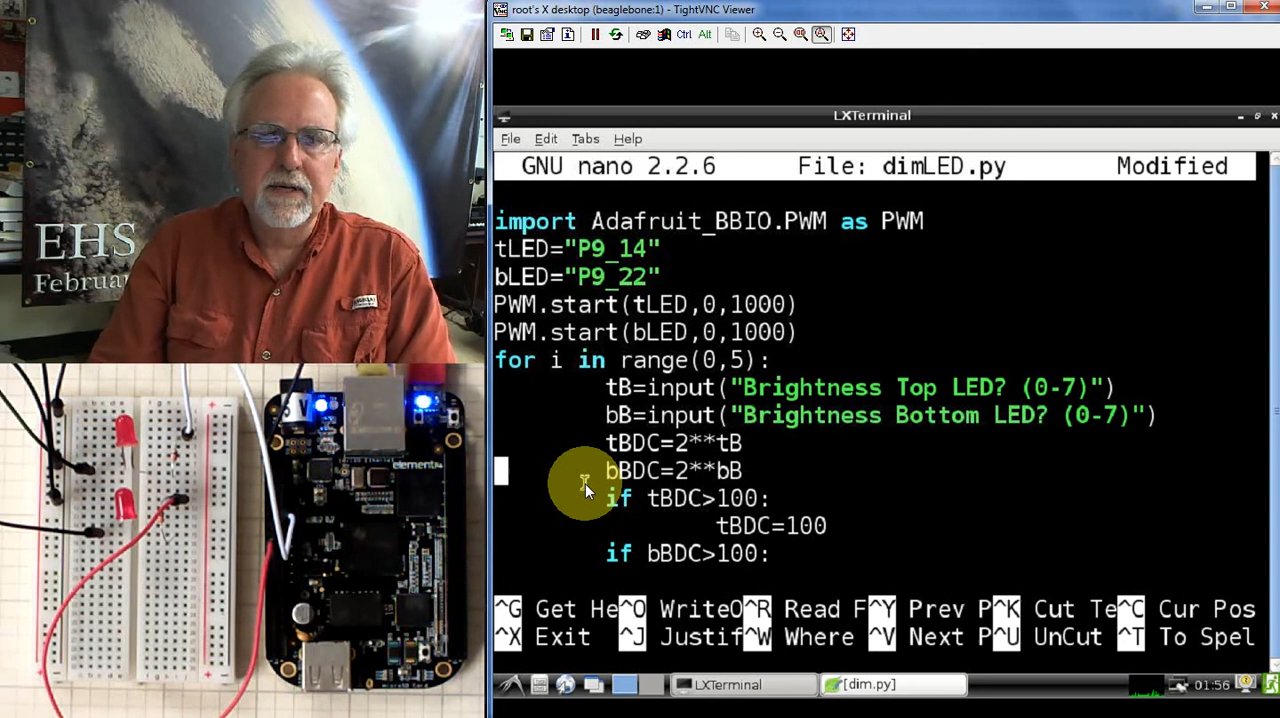 root's X desktop (beaglebone:1) - TightVNC Viewer
Ctrl Alt
LXTerminal
File Edit Tabs Help
GNU nano 2.2.6 File: dimLED.py Modified
import Adafruit_BBIO.PWM as PWM
tLED="P9_14"
bLED="P9_22"
PWM.start(tLED,0,1000)
PWM.start(bLED,0,1000)
for i in range(0,5):
tB=input("Brightness Top LED? (0-7)")
bB=input("Brightness Bottom LED? (0-7)")
tBDC=2**tB
bBDC=2**bB
if tBDC>100:
tBDC=100
if bBDC>100:
^G Get He^O WriteO^R Read F^Y Prev P^K Cut Te^C Cur Pos
^X Exit ^J Justif^W Where ^V Next P^U UnCut ^T To Spel
LXTerminal [dim.py] 01:56
EHS
Februar
element14